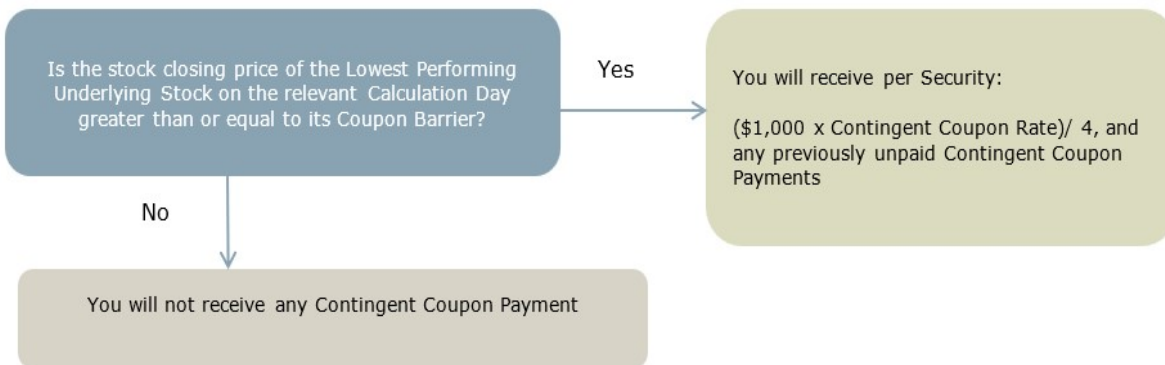 Is the stock closing price of the Lowest Performing
Underlying Stock on the relevant Calculation Day
greater than or equal to its Coupon Barrier?
Yes
You will receive per Security:
($1,000 x Contingent Coupon Rate)/ 4, and
any previously unpaid Contingent Coupon
Payments
No
You will not receive any Contingent Coupon Payment